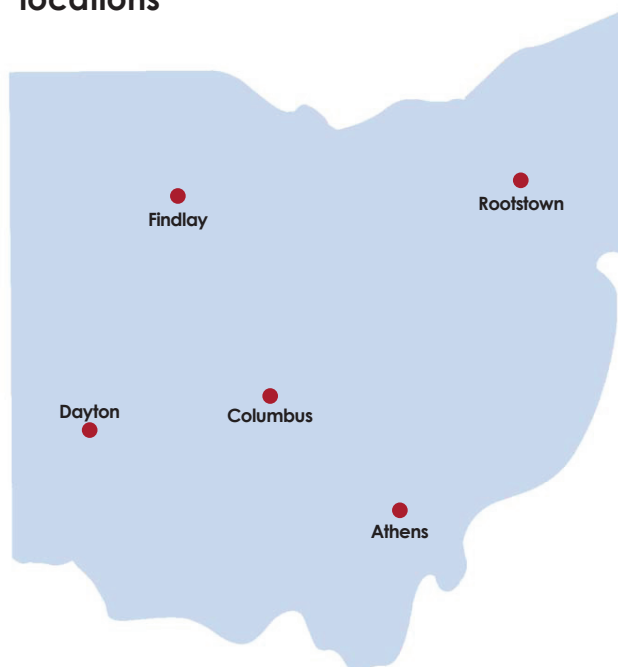 locations
Rootstown
Findlay
Dayton
Columbus
Athens